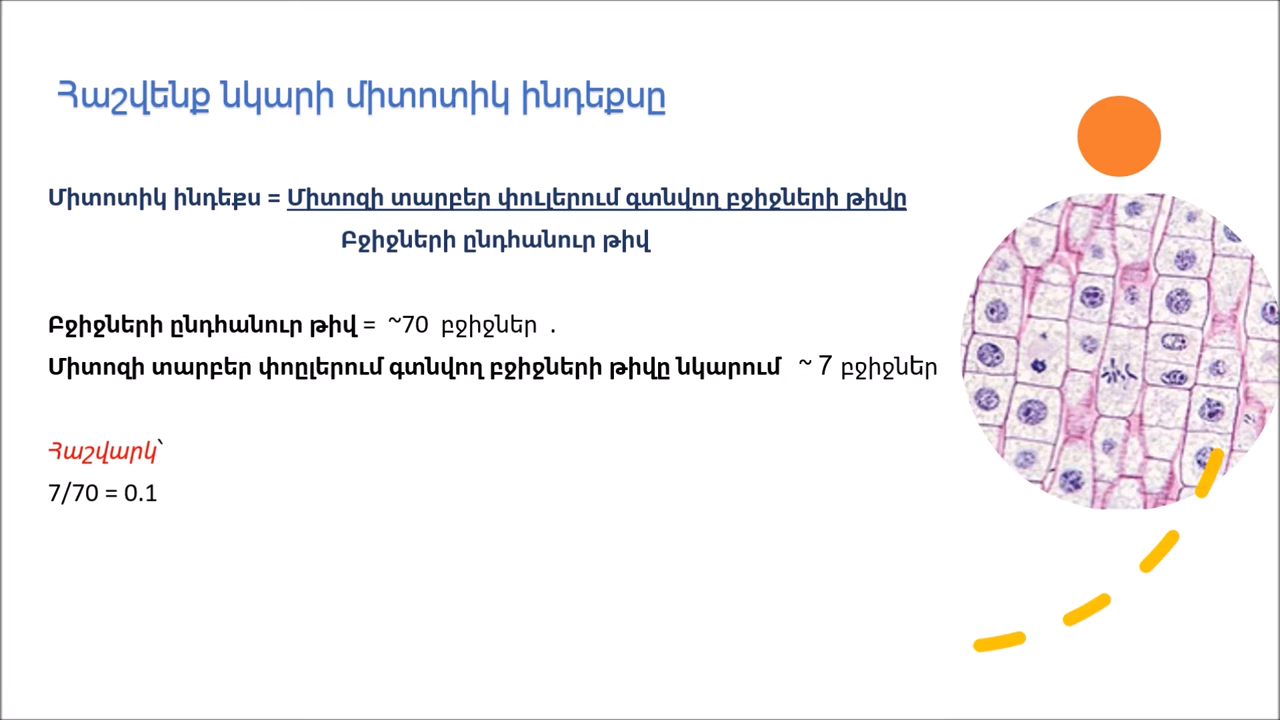 Հաշվենք նկարի միտոտիկ ինդեքսը
Միտոտիկ ինդեքս = Միտոզի տարբեր փուլերում գտնվող բջիջների թիվը
Բջիջների ընդհանուր թիվ
Բջիջների ընդհանուր թիվ = ~70 բջիջներ .
Միտոզի տարբեր փոըլերում գտնվող բջիջների թիվը նկարում ~ 7 բջիջներ
Հաշվարկ՝
7/70 = 0.1